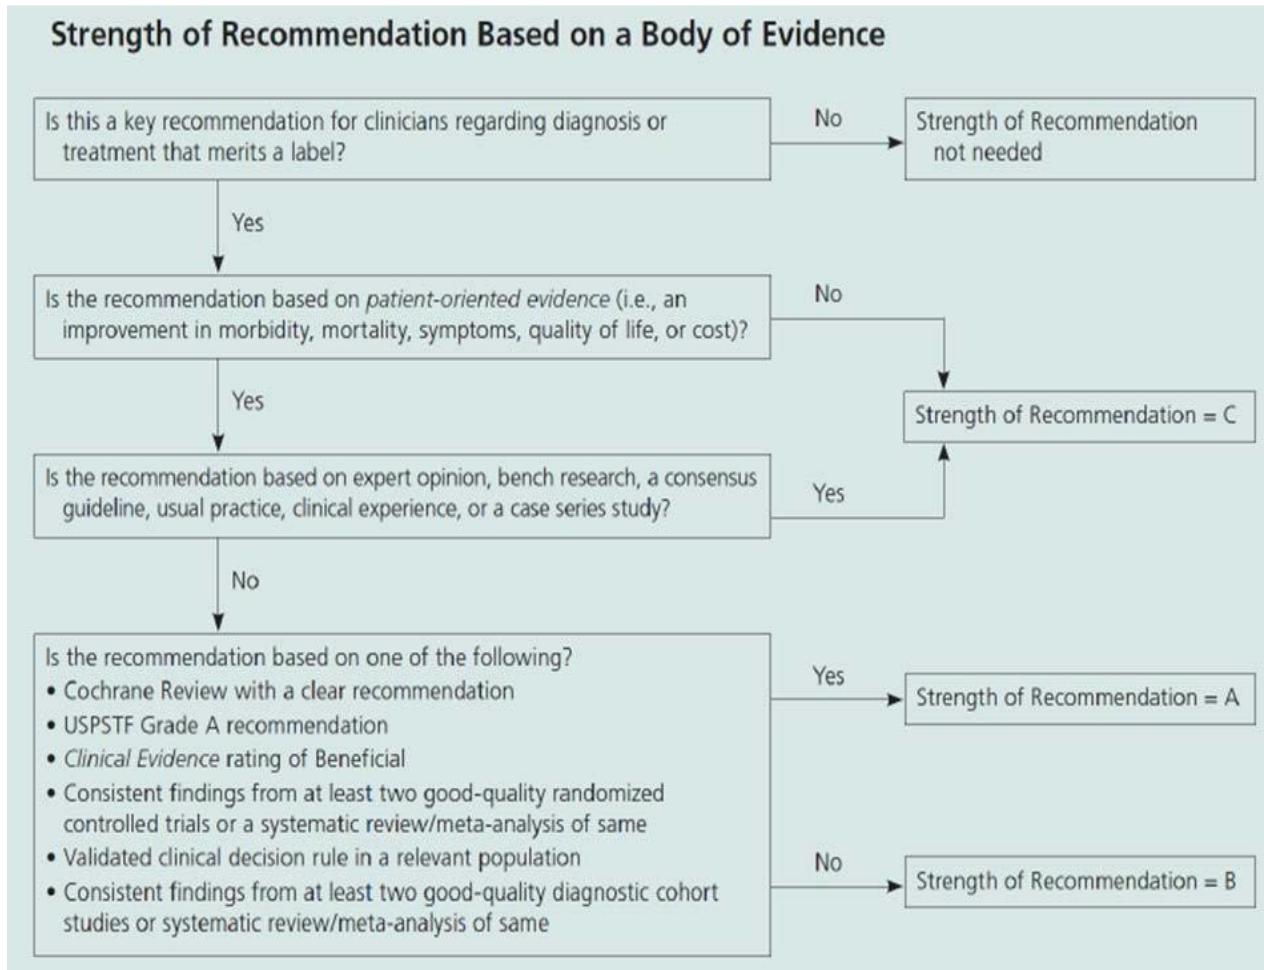 Strength of Recommendation Based on a Body of Evidence
Is this a key recommendation for clinicians regarding diagnosis or
treatment that merits a label?
No
Strength of Recommendation
not needed
Yes
Is the recommendation based on patient-oriented evidence (i.e., an
improvement in morbidity, mortality, symptoms, quality of life, or cost)?
No
Yes
Strength of Recommendation = C
Is the recommendation based on expert opinion, bench research, a consensus
guideline, usual practice, clinical experience, or a case series study?
Yes
No
Is the recommendation based on one of the following?
• Cochrane Review with a clear recommendation
• USPSTF Grade A recommendation
• Clinical Evidence rating of Beneficial
• Consistent findings from at least two good-quality randomized
controlled trials or a systematic review/meta-analysis of same
• Validated clinical decision rule in a relevant population
• Consistent findings from at least two good-quality diagnostic cohort
studies or systematic review/meta-analysis of same
Yes
Strength of Recommendation = A
No
Strength of Recommendation = B